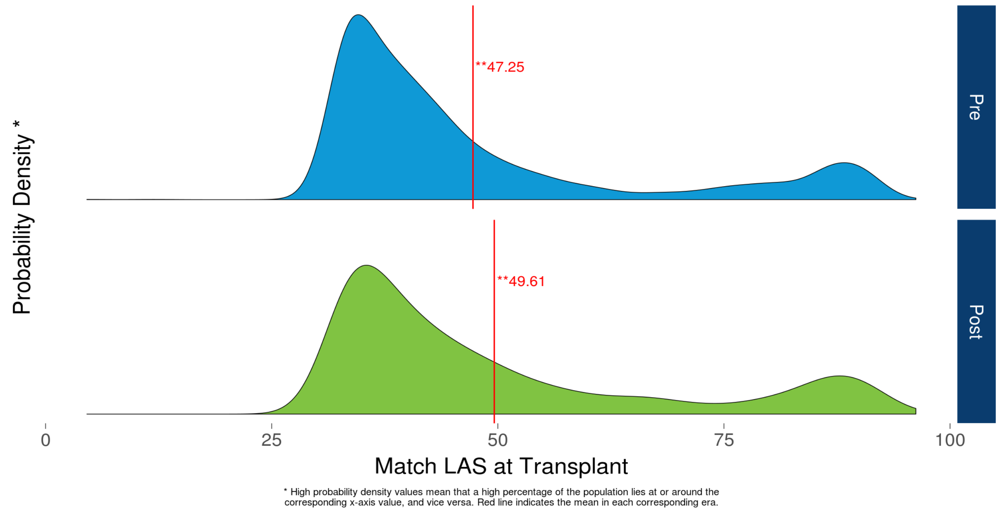 Probability Density *
**47.25
Pre
**49.61
Post
0 25 50 75 100
Match LAS at Transplant
* High probability density values mean that a high percentage of the population lies at or around the
corresponding x-axis value, and vice versa. Red line indicates the mean in each corresponding era.